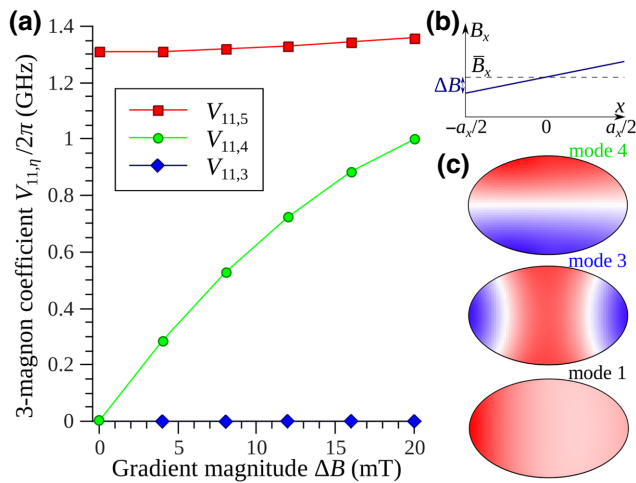 (a)
3-magnon coefficient V₁₁,η/2π (GHz)
1.4
1.2
1
0.8
0.6
0.4
0.2
0
V₁₁,₅
V₁₁,₄
V₁₁,₃
0 5 10 15 20
Gradient magnitude ΔB (mT)
(b)
Bₓ
B̅ₓ
ΔB
x
−aₓ/2 0 aₓ/2
(c)
mode 4
mode 3
mode 1